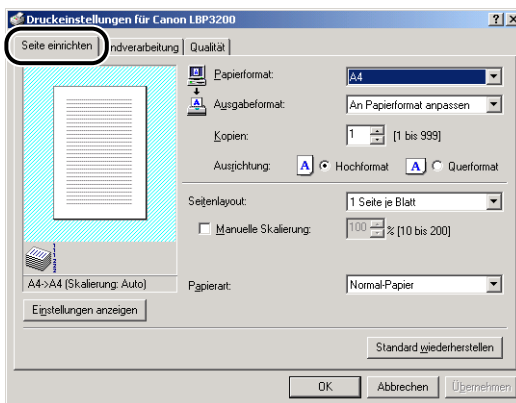 Druckeinstellungen für Canon LBP3200
Seite einrichten ndverarbeitung Qualität
Papierformat: A4
Ausgabeformat: An Papierformat anpassen
Kopien: 1 [1 bis 999]
Ausrichtung: A Hochformat A Querformat
Seitenlayout: 1 Seite je Blatt
Manuelle Skalierung: 100 % [10 bis 200]
A4->A4 (Skalierung: Auto)
Papierart: Normal-Papier
Einstellungen anzeigen
Standard wiederherstellen
OK Abbrechen Übernehmen